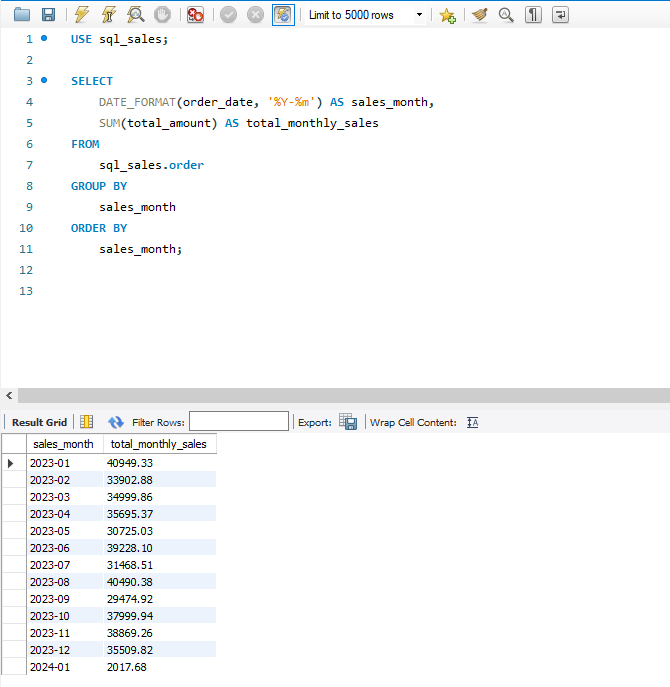 Limit to 5000 rows
1 USE sql_sales;
2
3 SELECT
4 DATE_FORMAT(order_date, '%Y-%m') AS sales_month,
5 SUM(total_amount) AS total_monthly_sales
6 FROM
7 sql_sales.order
8 GROUP BY
9 sales_month
10 ORDER BY
11 sales_month;
12
13
Result Grid Filter Rows: Export: Wrap Cell Content:
sales_month total_monthly_sales
2023-01 40949.33
2023-02 33902.88
2023-03 34999.86
2023-04 35695.37
2023-05 30725.03
2023-06 39228.10
2023-07 31468.51
2023-08 40490.38
2023-09 29474.92
2023-10 37999.94
2023-11 38869.26
2023-12 35509.82
2024-01 2017.68